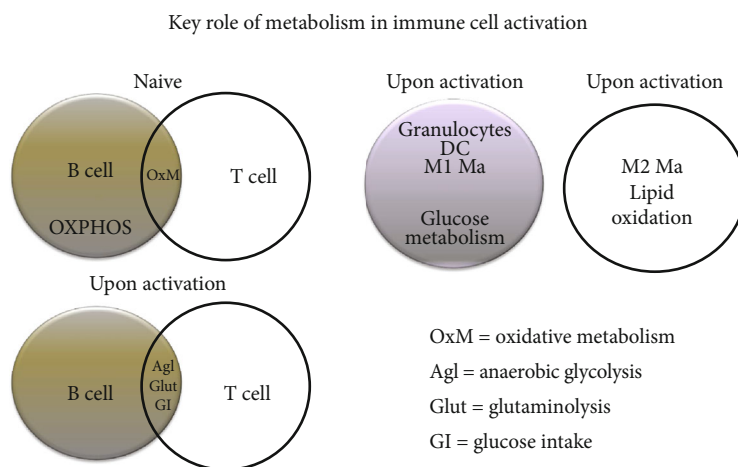 Key role of metabolism in immune cell activation
Naive
B cell
OxM
T cell
OXPHOS
Upon activation
Granulocytes
DC
M1 Ma
Glucose
metabolism
Upon activation
M2 Ma
Lipid
oxidation
Upon activation
B cell
Agl
Glut
GI
T cell
OxM = oxidative metabolism
Agl = anaerobic glycolysis
Glut = glutaminolysis
GI = glucose intake